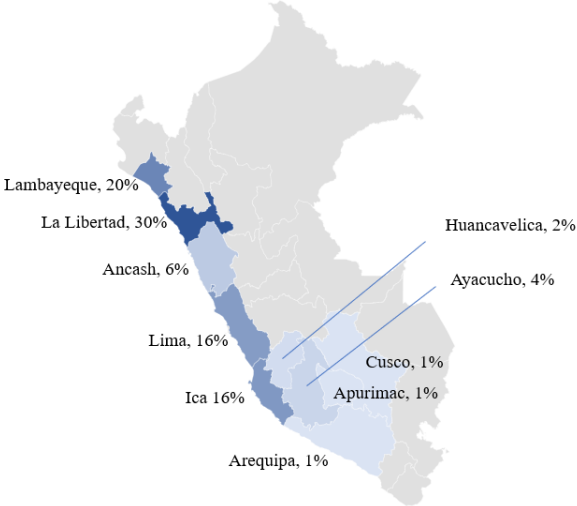 Lambayeque, 20%
La Libertad, 30%
Huancavelica, 2%
Ancash, 6%
Ayacucho, 4%
Lima, 16%
Cusco, 1%
Apurimac, 1%
Ica 16%
Arequipa, 1%